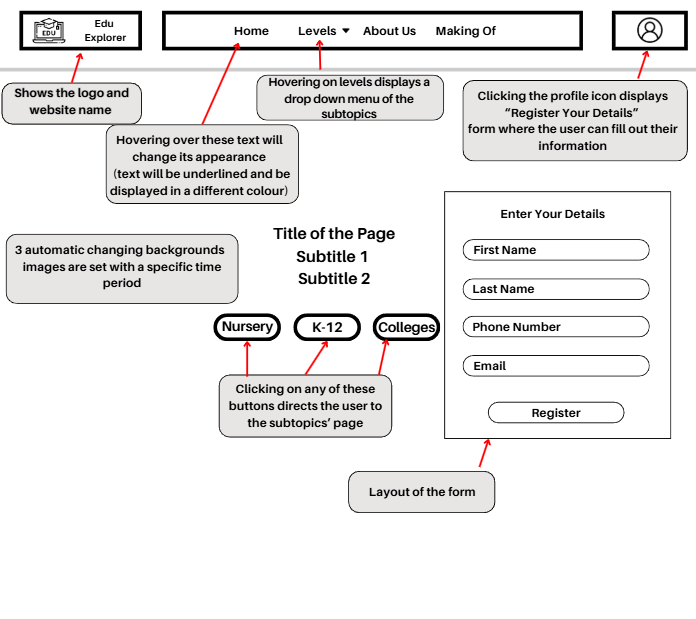 EDU
Edu
Explorer
Home
Levels
About Us
Making Of
Shows the logo and
website name
Hovering over these text will
change its appearance
(text will be underlined and be
displayed in a different colour)
Hovering on levels displays a
drop down menu of the
subtopics
Clicking the profile icon displays
“Register Your Details”
form where the user can fill out their
information
3 automatic changing backgrounds
images are set with a specific time
period
Title of the Page
Subtitle 1
Subtitle 2
Nursery
K-12
Colleges
Clicking on any of these
buttons directs the user to
the subtopics’ page
Enter Your Details
First Name
Last Name
Phone Number
Email
Register
Layout of the form